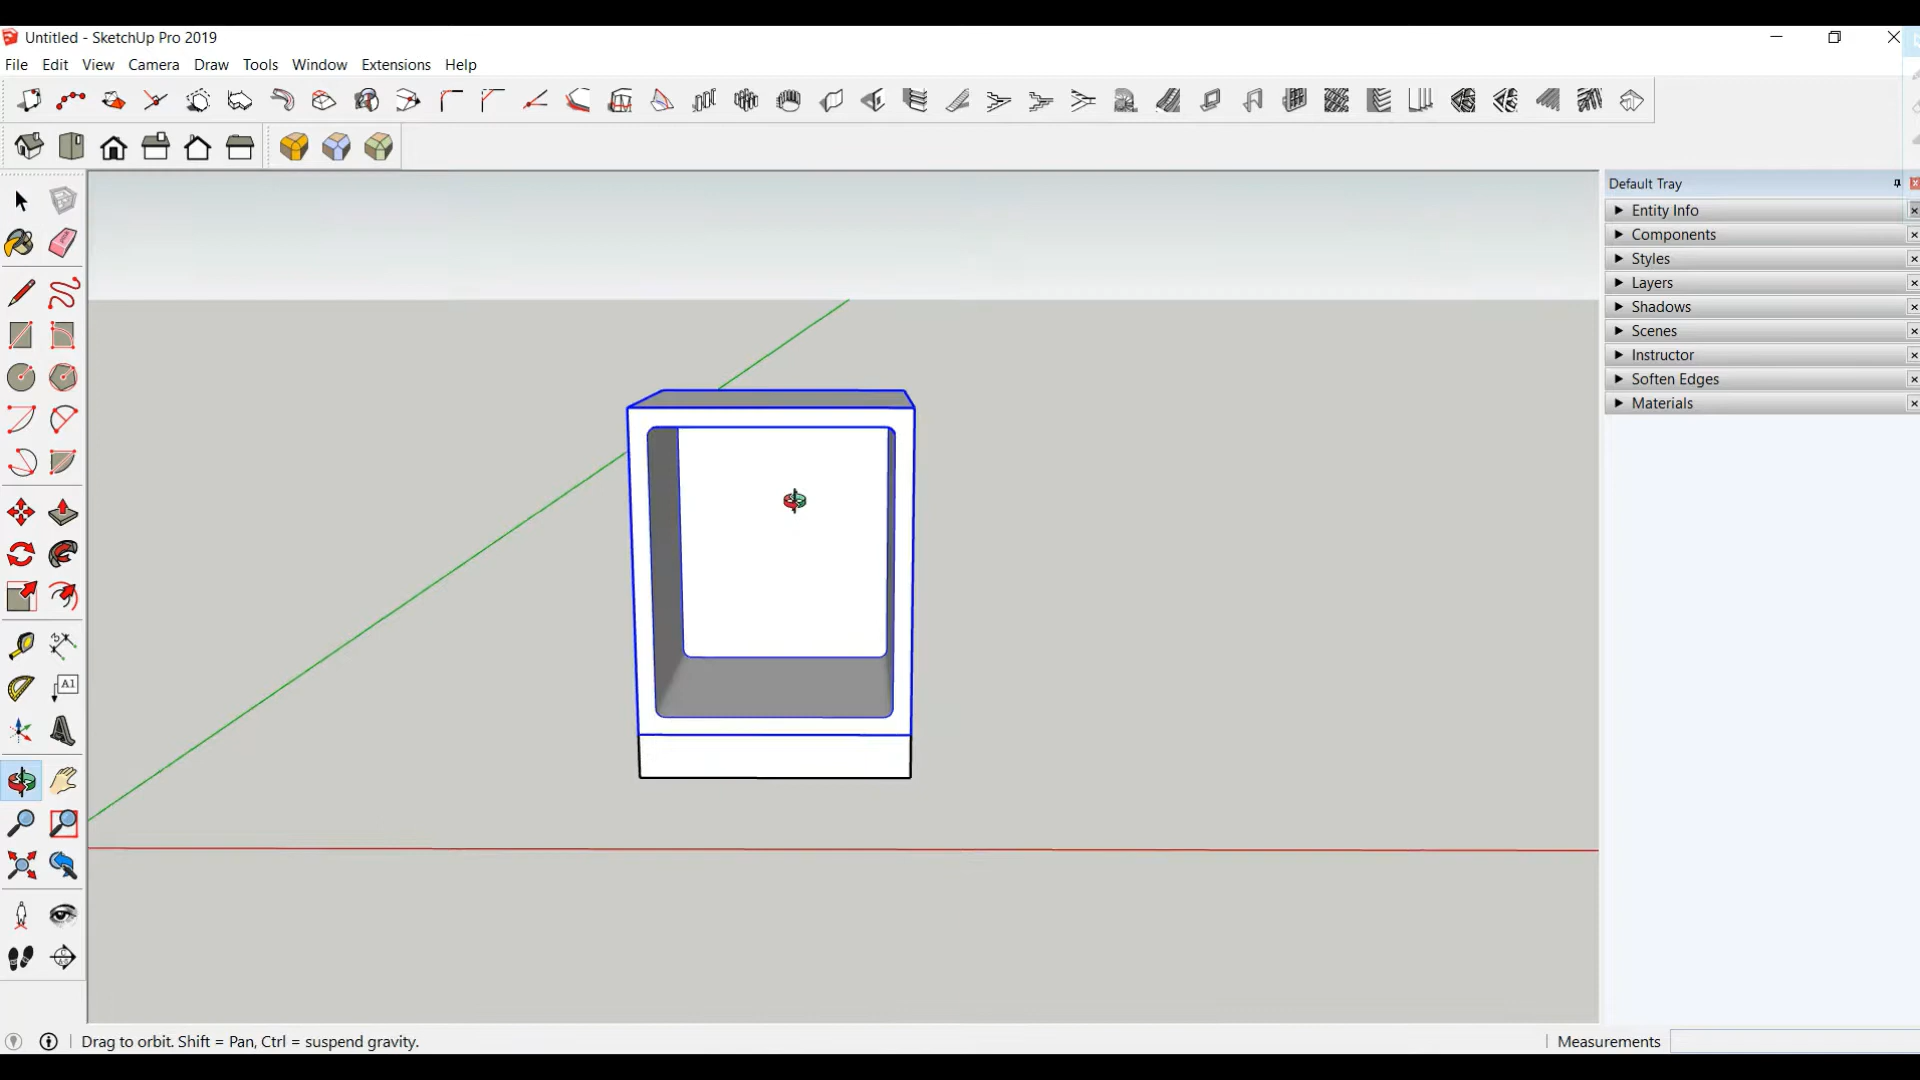 Untitled - SketchUp Pro 2019
File Edit View Camera Draw Tools Window Extensions Help
Default Tray
Entity Info
Components
Styles
Layers
Shadows
Scenes
Instructor
Soften Edges
Materials
A1
Drag to orbit. Shift = Pan, Ctrl = suspend gravity.
Measurements